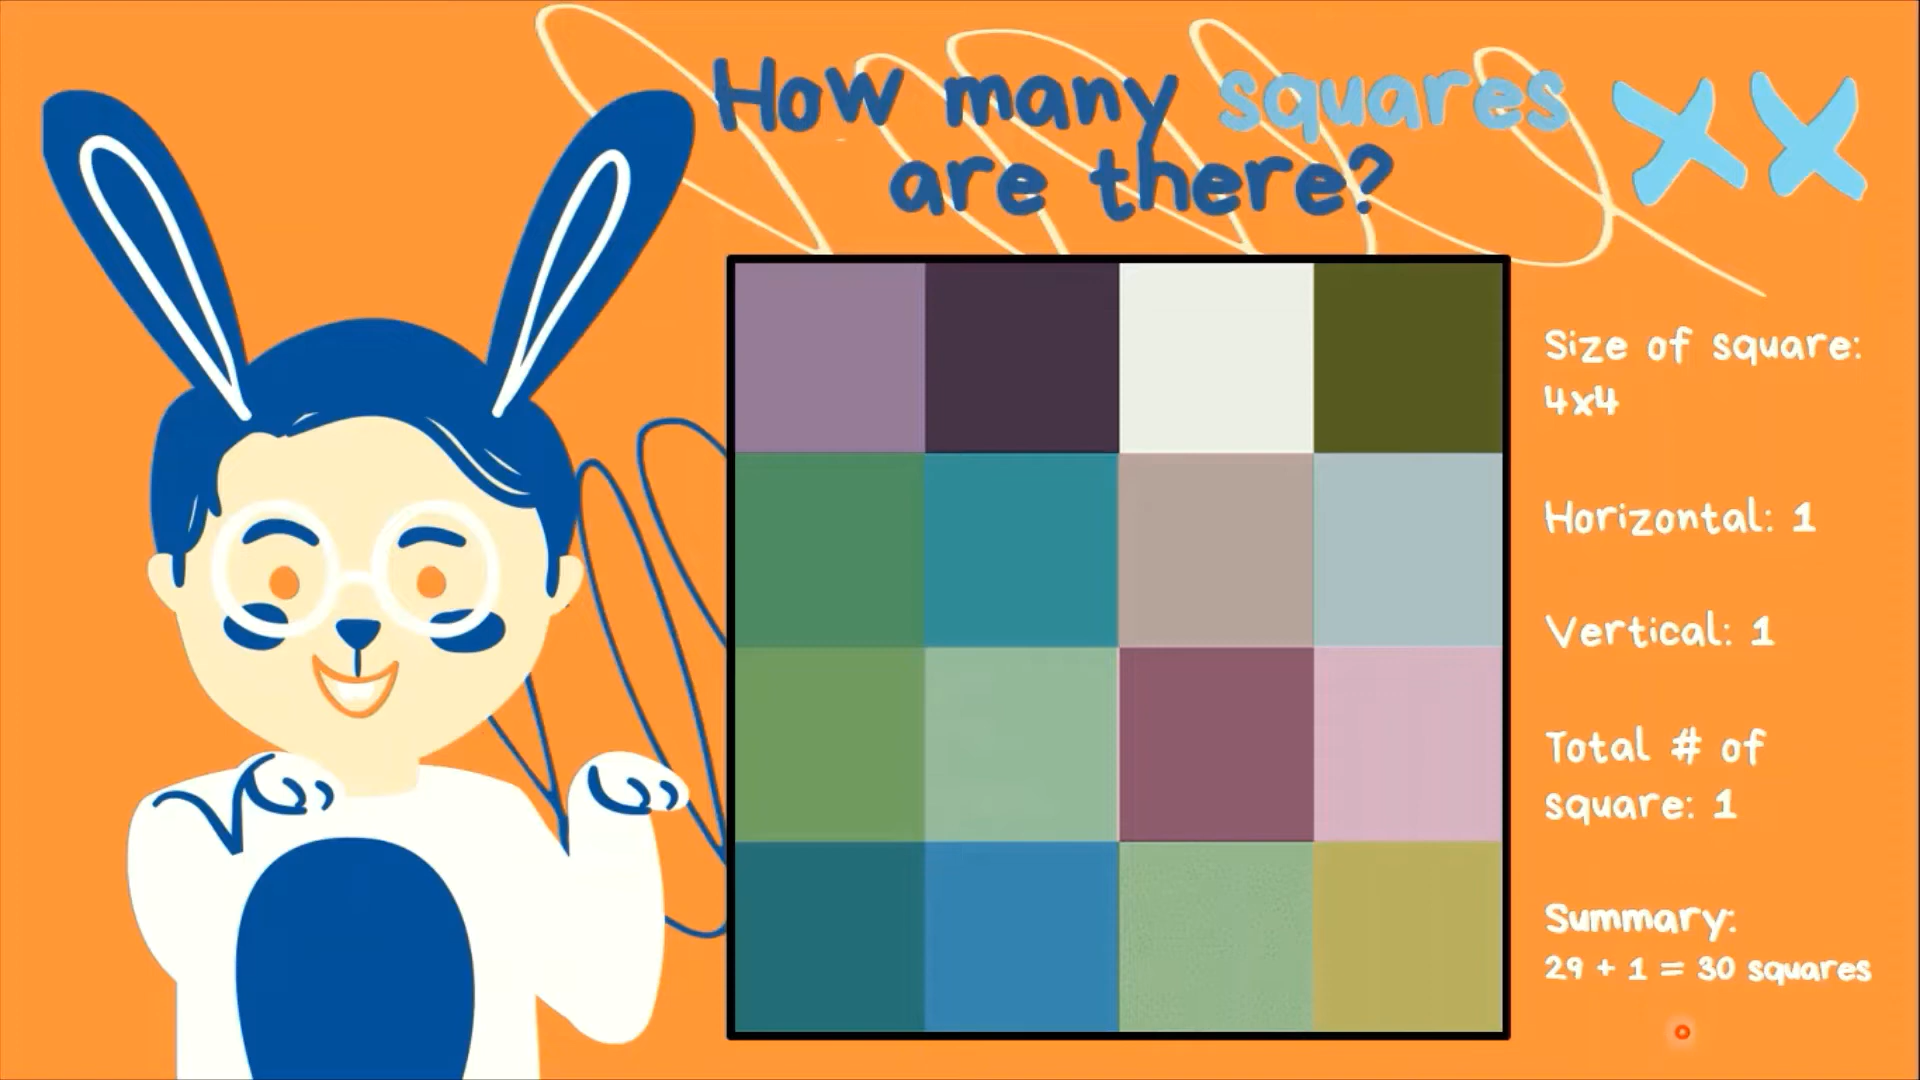 How many squares
are there?
Size of square:
4x4
Horizontal: 1
Vertical: 1
Total # of
square: 1
Summary:
29 + 1 = 30 squares